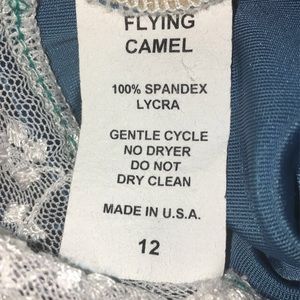 FLYING
CAMEL
100% SPANDEX
LYCRA
GENTLE CYCLE
NO DRYER
DO NOT
DRY CLEAN
MADE IN U.S.A.
12